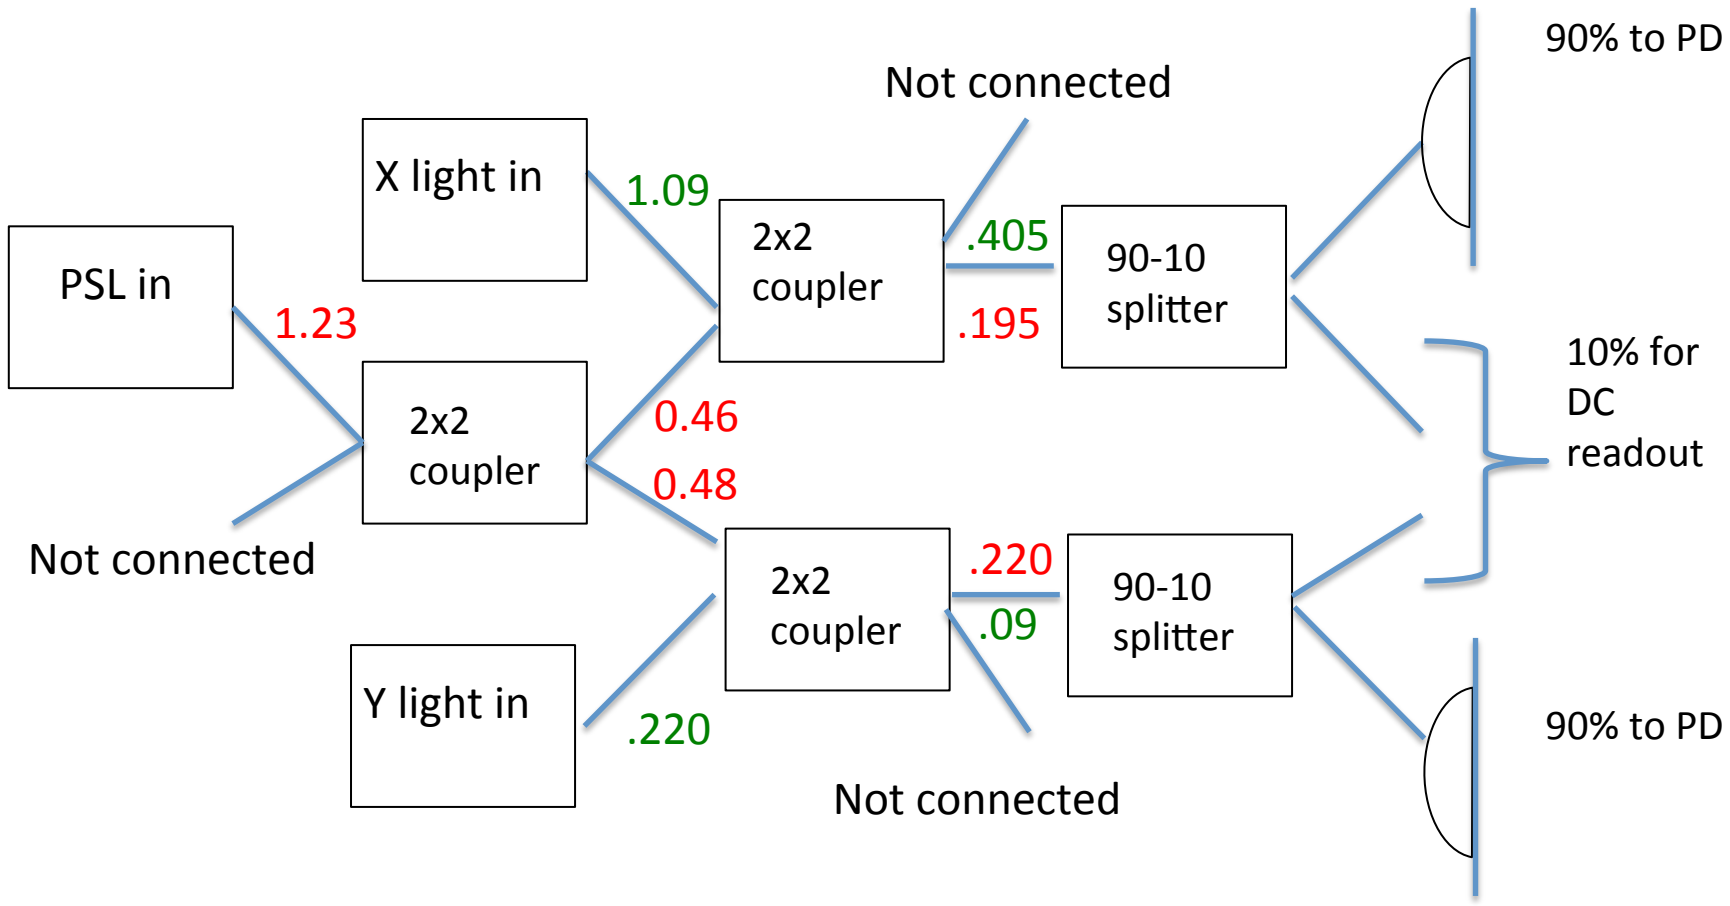 90% to PD
Not connected
X light in
1.09
2x2
coupler
.405
.195
90-10
splitter
PSL in
1.23
10% for
DC
readout
2x2
coupler
0.46
0.48
Not connected
2x2
coupler
.220
.09
90-10
splitter
Y light in
.220
90% to PD
Not connected